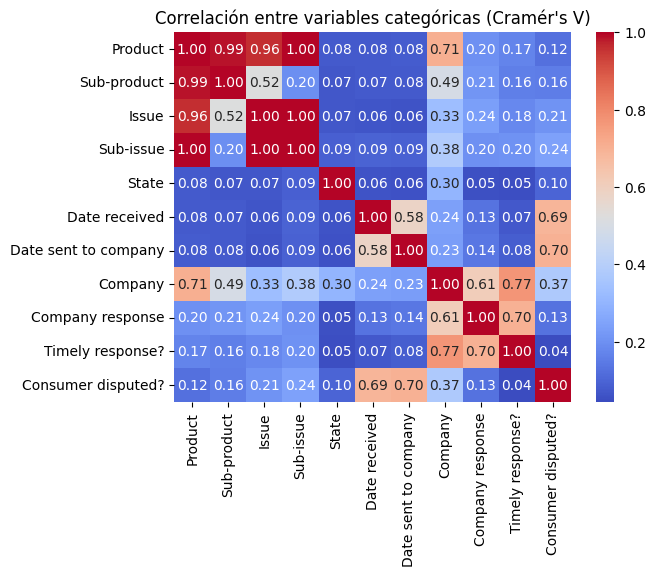 Correlación entre variables categóricas (Cramér's V)
Product 1.00 0.99 0.96 1.00 0.08 0.08 0.08 0.71 0.20 0.17 0.12
Sub-product 0.99 1.00 0.52 0.20 0.07 0.07 0.08 0.49 0.21 0.16 0.16
Issue 0.96 0.52 1.00 1.00 0.07 0.06 0.06 0.33 0.24 0.18 0.21
Sub-issue 1.00 0.20 1.00 1.00 0.09 0.09 0.09 0.38 0.20 0.20 0.24
State 0.08 0.07 0.07 0.09 1.00 0.06 0.06 0.30 0.05 0.05 0.10
Date received 0.08 0.07 0.06 0.09 0.06 1.00 0.58 0.24 0.13 0.07 0.69
Date sent to company 0.08 0.08 0.06 0.09 0.06 0.58 1.00 0.23 0.14 0.08 0.70
Company 0.71 0.49 0.33 0.38 0.30 0.24 0.23 1.00 0.61 0.77 0.37
Company response 0.20 0.21 0.24 0.20 0.05 0.13 0.14 0.61 1.00 0.70 0.13
Timely response? 0.17 0.16 0.18 0.20 0.05 0.07 0.08 0.77 0.70 1.00 0.04
Consumer disputed? 0.12 0.16 0.21 0.24 0.10 0.69 0.70 0.37 0.13 0.04 1.00
Product
Sub-product
Issue
Sub-issue
State
Date received
Date sent to company
Company
Company response
Timely response?
Consumer disputed?
1.0
0.8
0.6
0.4
0.2